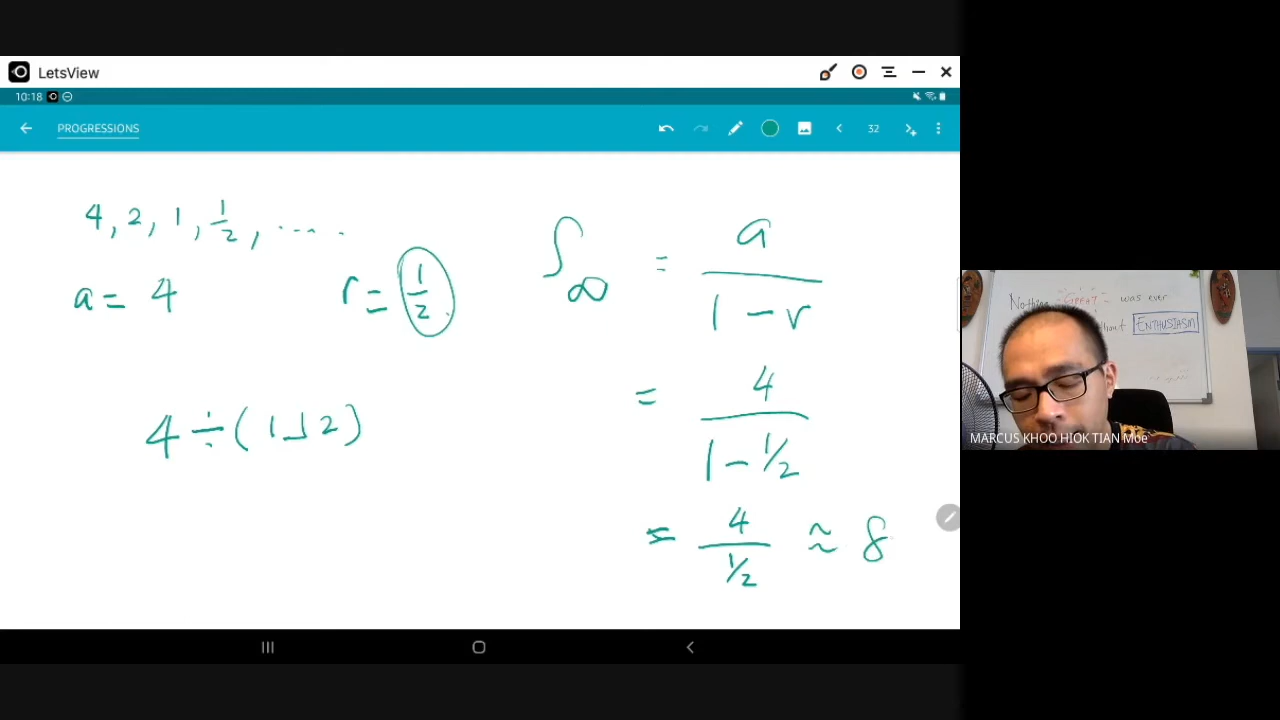 LetsView
10:18
PROGRESSIONS
32
4, 2, 1, 1/2, .....
a = 4
r = 1/2
S∞ = a / (1 - r)
= 4 / (1 - 1/2)
= 4 / (1/2) ≈ 8
4 ÷ ( 1 ⌟ 2 )
Nothing GREAT was ever
ENTHUSIASM
MARCUS KHOO HIOK TIAN Moe